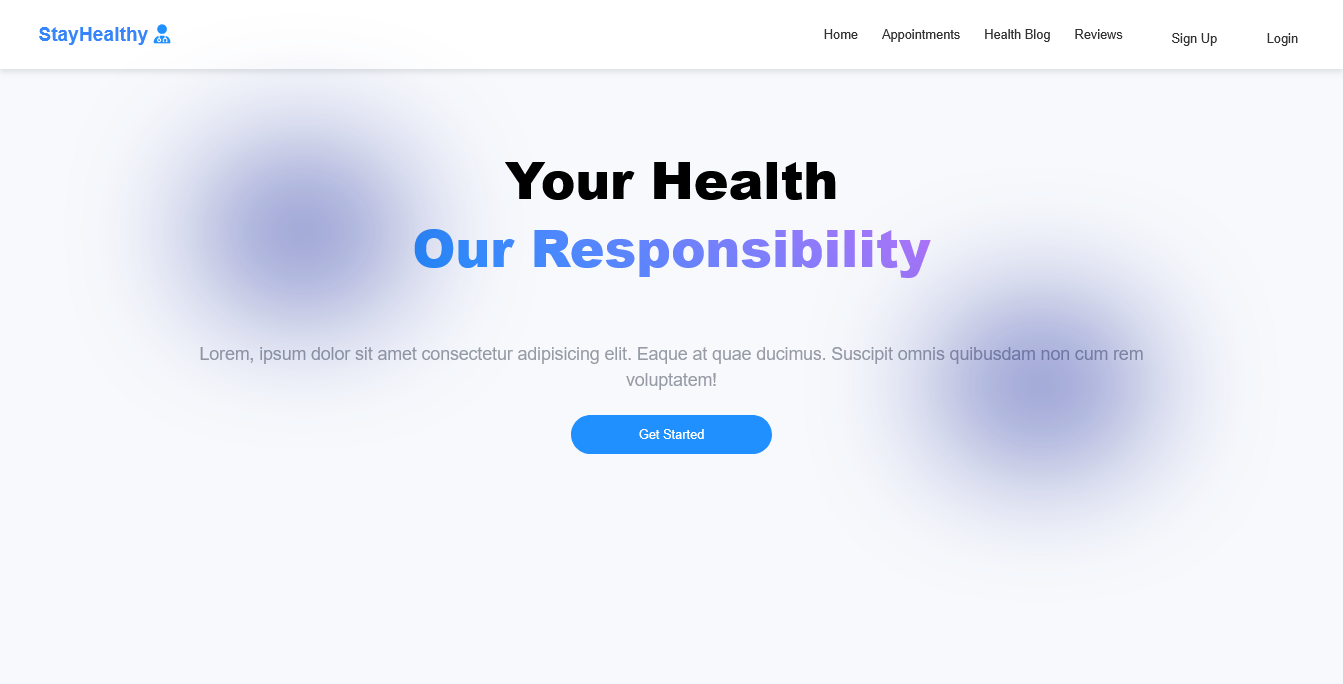 StayHealthy
Home Appointments Health Blog Reviews Sign Up Login
Your Health
Our Responsibility
Lorem, ipsum dolor sit amet consectetur adipisicing elit. Eaque at quae ducimus. Suscipit omnis quibusdam non cum rem
voluptatem!
Get Started